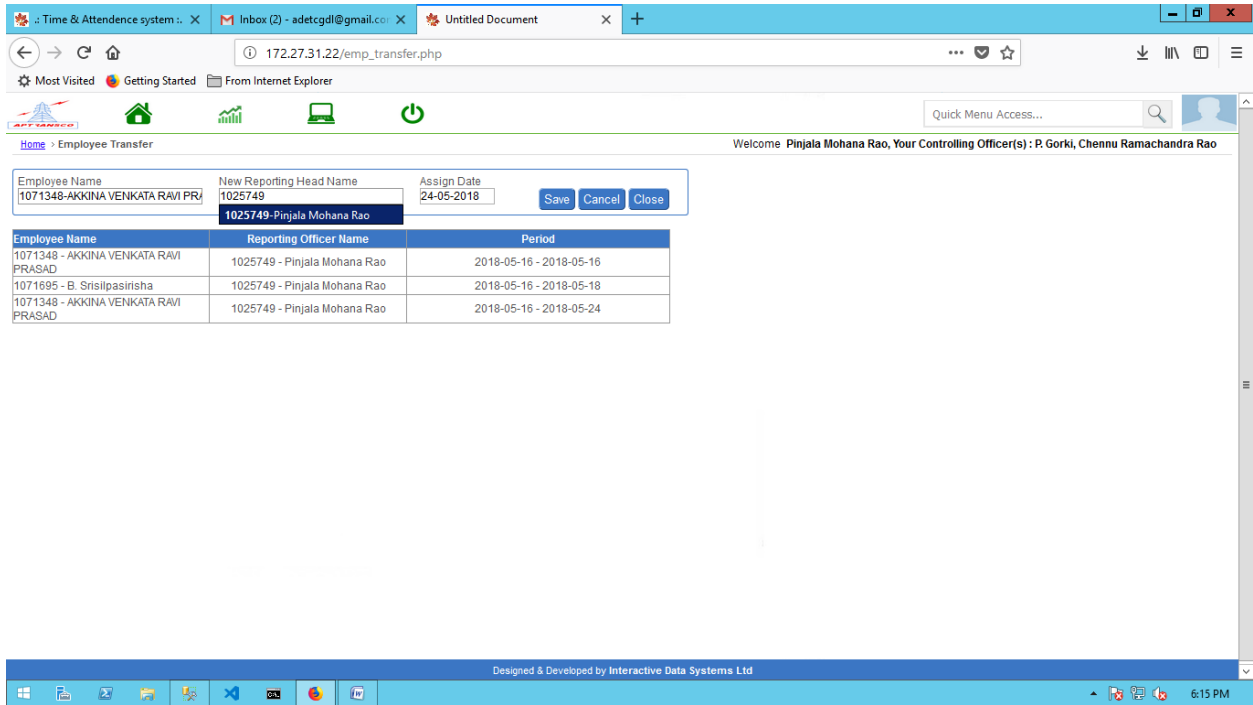 .: Time & Attendence system :.
Inbox (2) - adetcgdl@gmail.cor
Untitled Document
172.27.31.22/emp_transfer.php
Most Visited Getting Started From Internet Explorer
APTRANSCO
Quick Menu Access...
Home > Employee Transfer
Welcome Pinjala Mohana Rao, Your Controlling Officer(s) : P. Gorki, Chennu Ramachandra Rao
Employee Name New Reporting Head Name Assign Date
1071348-AKKINA VENKATA RAVI PRA 1025749 24-05-2018 Save Cancel Close
1025749-Pinjala Mohana Rao
Employee Name Reporting Officer Name Period
1071348 - AKKINA VENKATA RAVI
PRASAD 1025749 - Pinjala Mohana Rao 2018-05-16 - 2018-05-16
1071695 - B. Srisilpasirisha 1025749 - Pinjala Mohana Rao 2018-05-16 - 2018-05-18
1071348 - AKKINA VENKATA RAVI
PRASAD 1025749 - Pinjala Mohana Rao 2018-05-16 - 2018-05-24
Designed & Developed by Interactive Data Systems Ltd
6:15 PM